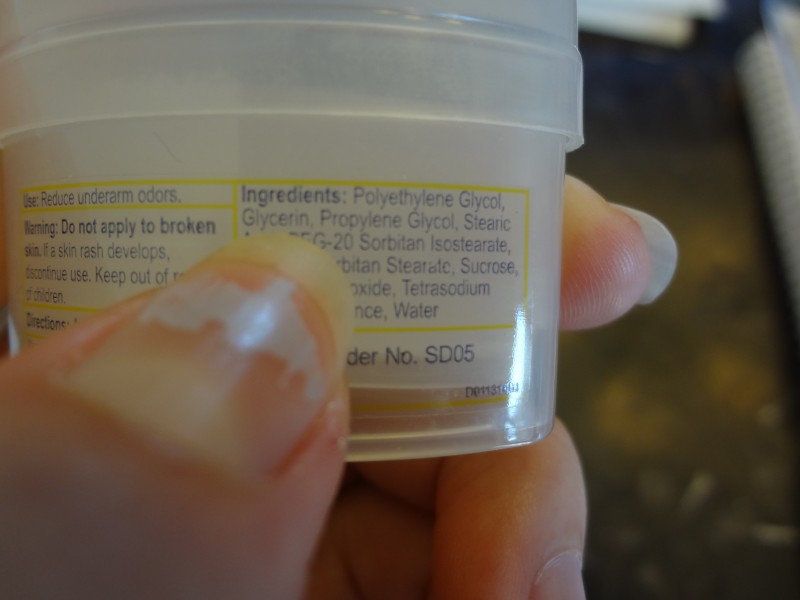 Use: Reduce underarm odors.
Warning: Do not apply to broken
skin. If a skin rash develops,
discontinue use. Keep out of
of children.
Directions:
Ingredients: Polyethylene Glycol,
Glycerin, Propylene Glycol, Stearic
PEG-20 Sorbitan Isostearate,
Stearate, Sucrose,
Tetrasodium
Water
No. SD05